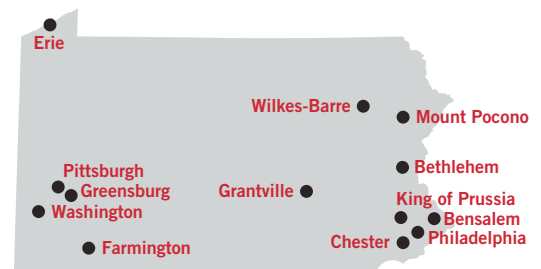 Erie
Wilkes-Barre
Mount Pocono
Pittsburgh
Bethlehem
Greensburg
Grantville
King of Prussia
Washington
Bensalem
Chester
Philadelphia
Farmington